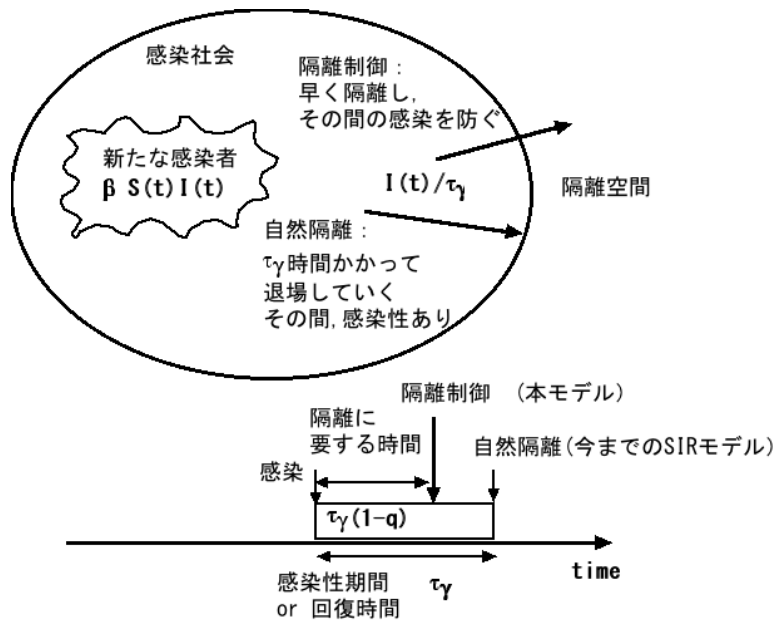 感染社会
隔離制御：
早く隔離し，
その間の感染を防ぐ
新たな感染者
β S(t)I(t)
I(t)/τγ
隔離空間
自然隔離：
τγ時間かかって
退場していく
その間，感染性あり
隔離制御 （本モデル）
隔離に
要する時間
自然隔離(今までのSIRモデル)
感染
τγ(1-q)
time
感染性期間 τγ
or 回復時間